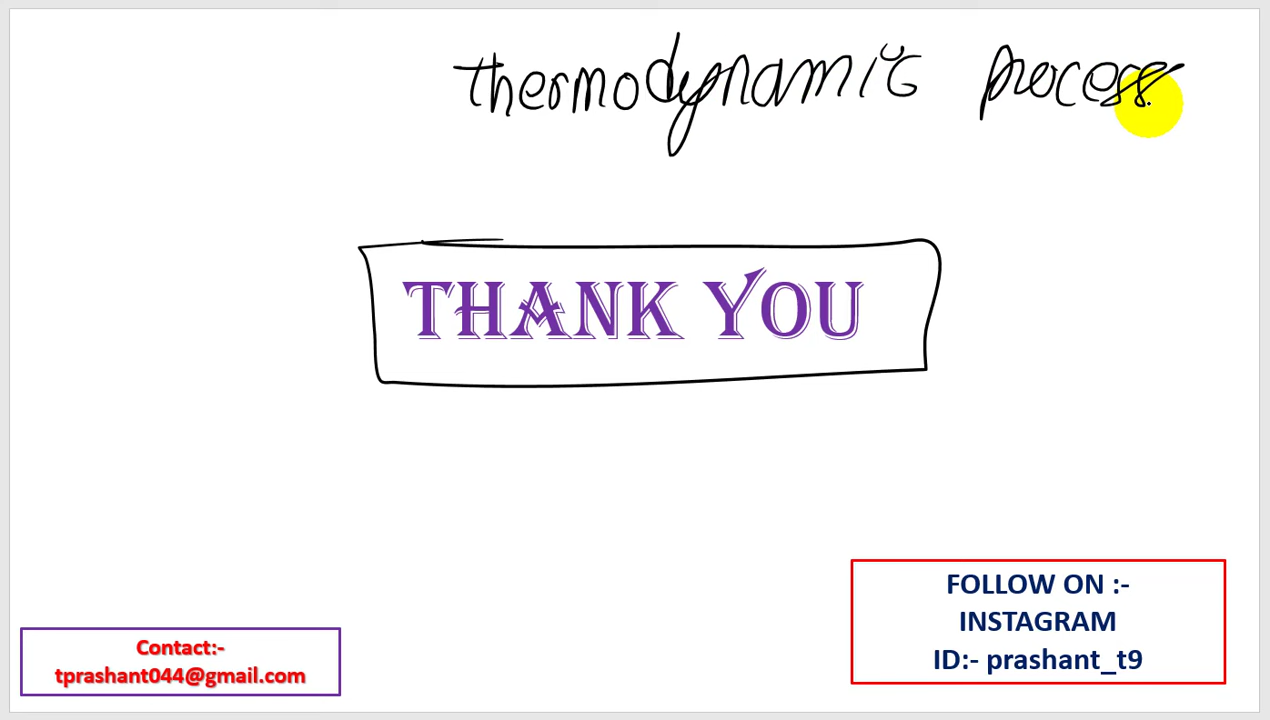 thermodynamic process
THANK YOU
Contact:-
tprashant044@gmail.com
FOLLOW ON :-
INSTAGRAM
ID:- prashant_t9